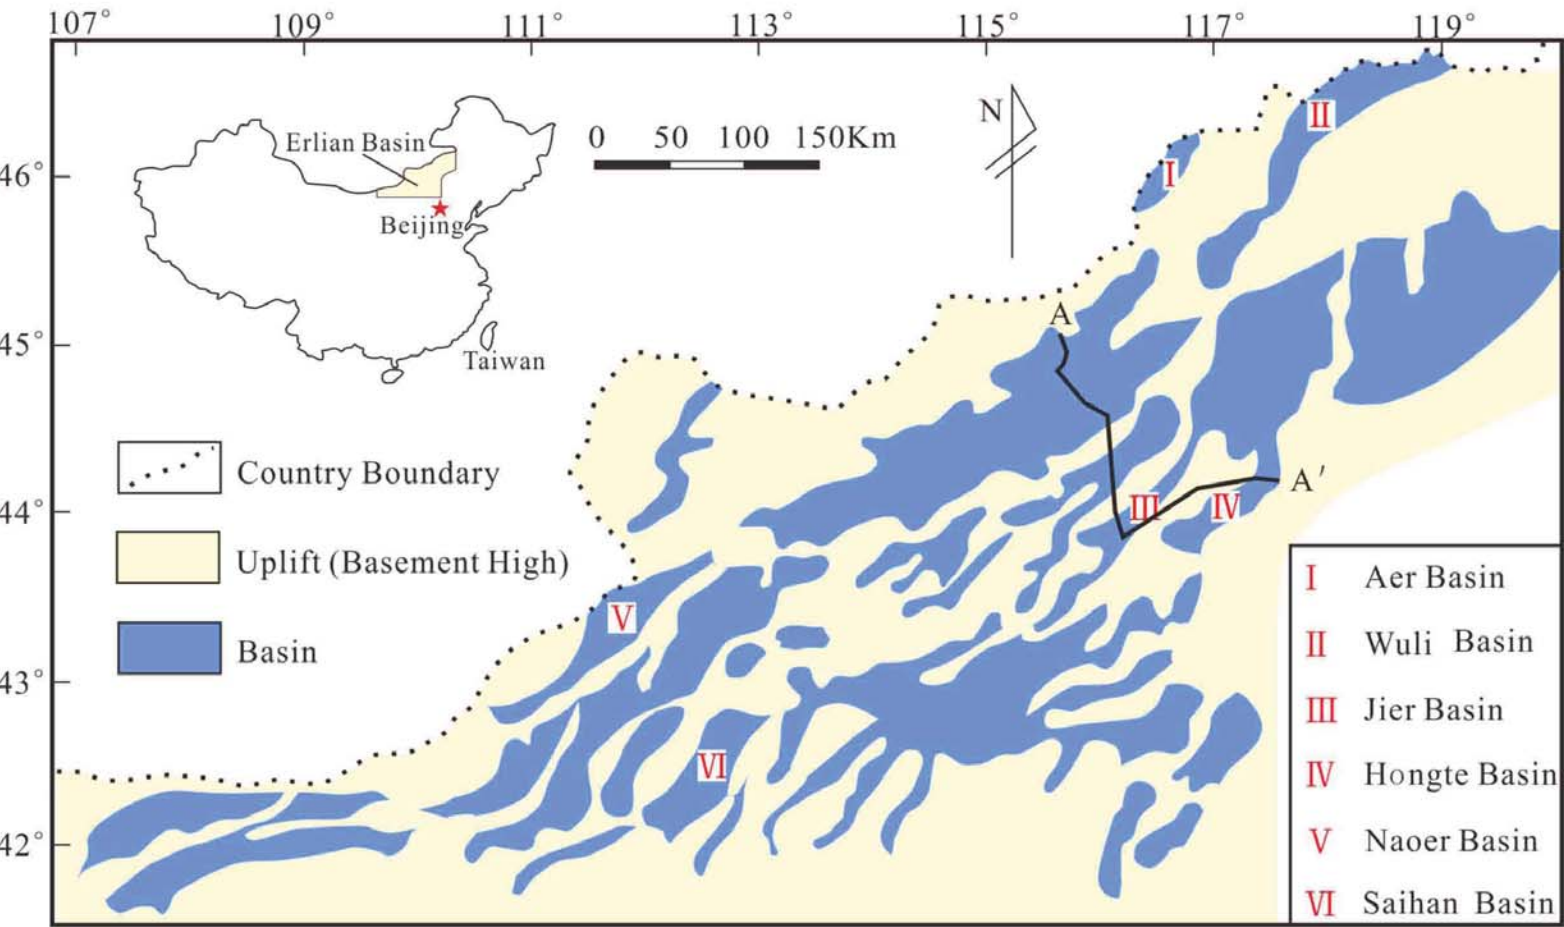 107° 109° 111° 113° 115° 117° 119°
46°
45°
44°
43°
42°
Erlian Basin
Beijing
Taiwan
0 50 100 150Km
N
Country Boundary
Uplift (Basement High)
Basin
A
A'
I
II
III
IV
V
VI
I Aer Basin
II Wuli Basin
III Jier Basin
IV Hongte Basin
V Naoer Basin
VI Saihan Basin